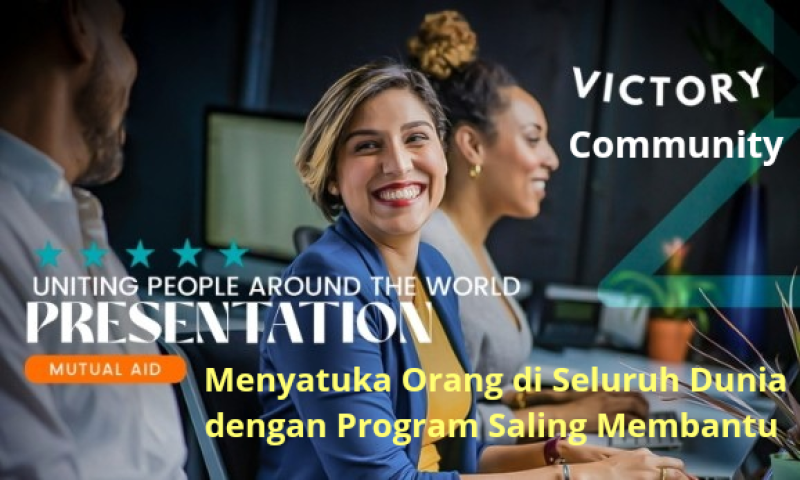 VICTORY
Community
UNITING PEOPLE AROUND THE WORLD
PRESENTATION
MUTUAL AID
Menyatuka Orang di Seluruh Dunia
dengan Program Saling Membantu